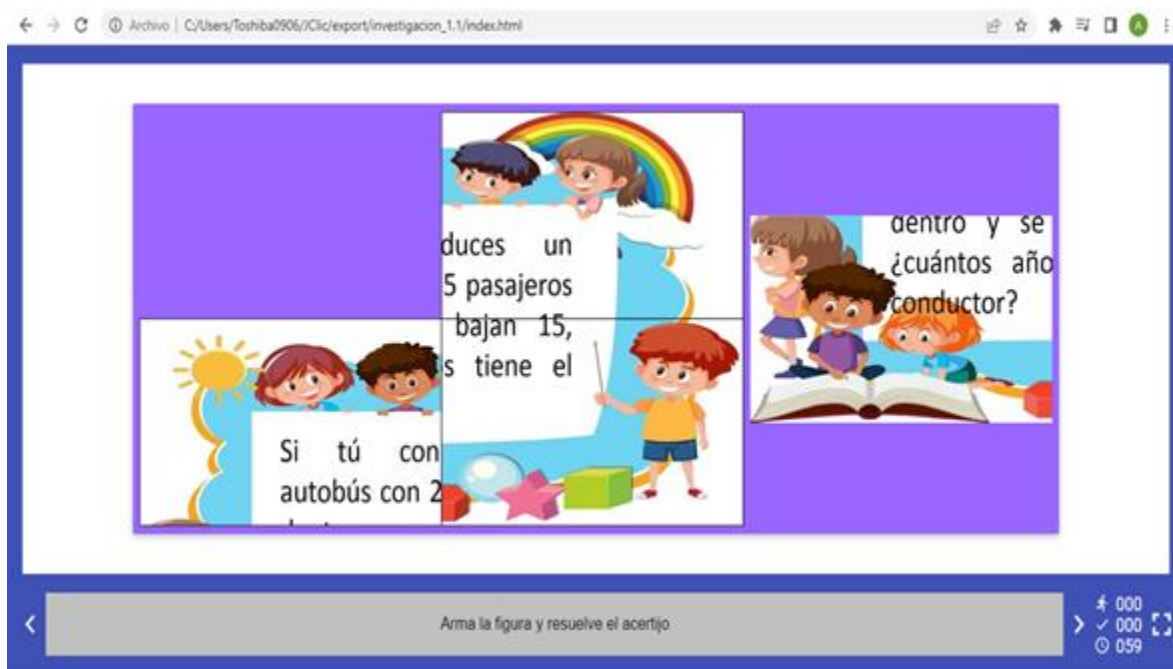 Archivo | C:/Users/Toshiba0906/JClic/export/investigacion_1.1/index.html
A
duces un
5 pasajeros
bajan 15,
s tiene el
dentro y se
¿cuántos año
conductor?
Si tú con
autobús con 2
Arma la figura y resuelve el acertijo
000
000
059